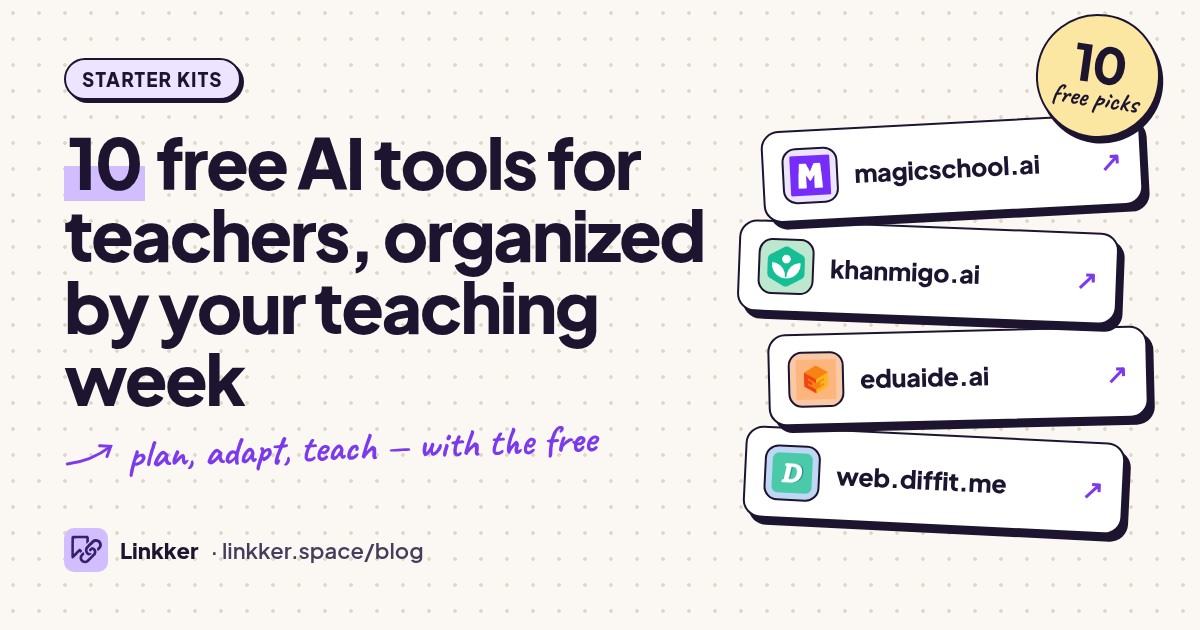 STARTER KITS
10 free AI tools for
teachers, organized
by your teaching
week
plan, adapt, teach — with the free
Linkker · linkker.space/blog
10
free picks
M
magicschool.ai ↗
khanmigo.ai ↗
eduaide.ai ↗
D
web.diffit.me ↗